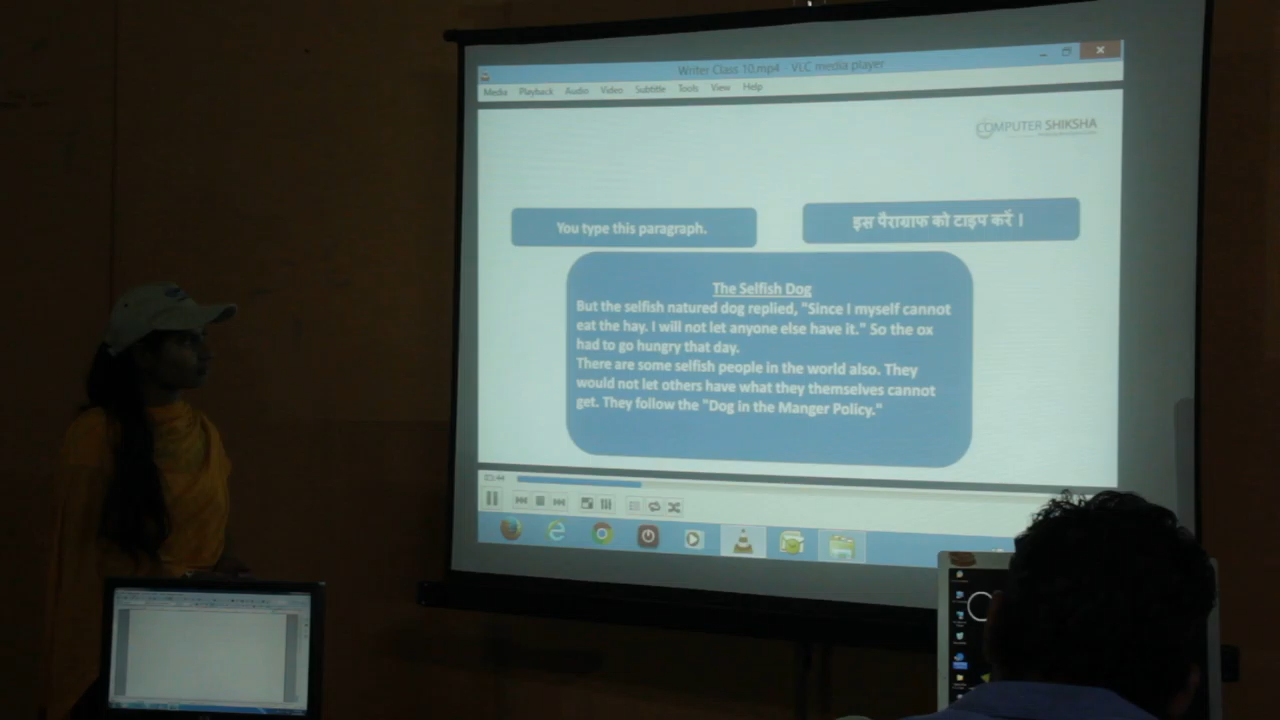 Writer Class 10.mp4 - VLC media player
Media Playback Audio Video Subtitle Tools View Help
COMPUTER SHIKSHA
You type this paragraph.
इस पैराग्राफ को टाइप करें ।
The Selfish Dog
But the selfish natured dog replied, "Since I myself cannot
eat the hay. I will not let anyone else have it." So the ox
had to go hungry that day.
There are some selfish people in the world also. They
would not let others have what they themselves cannot
get. They follow the "Dog in the Manger Policy."